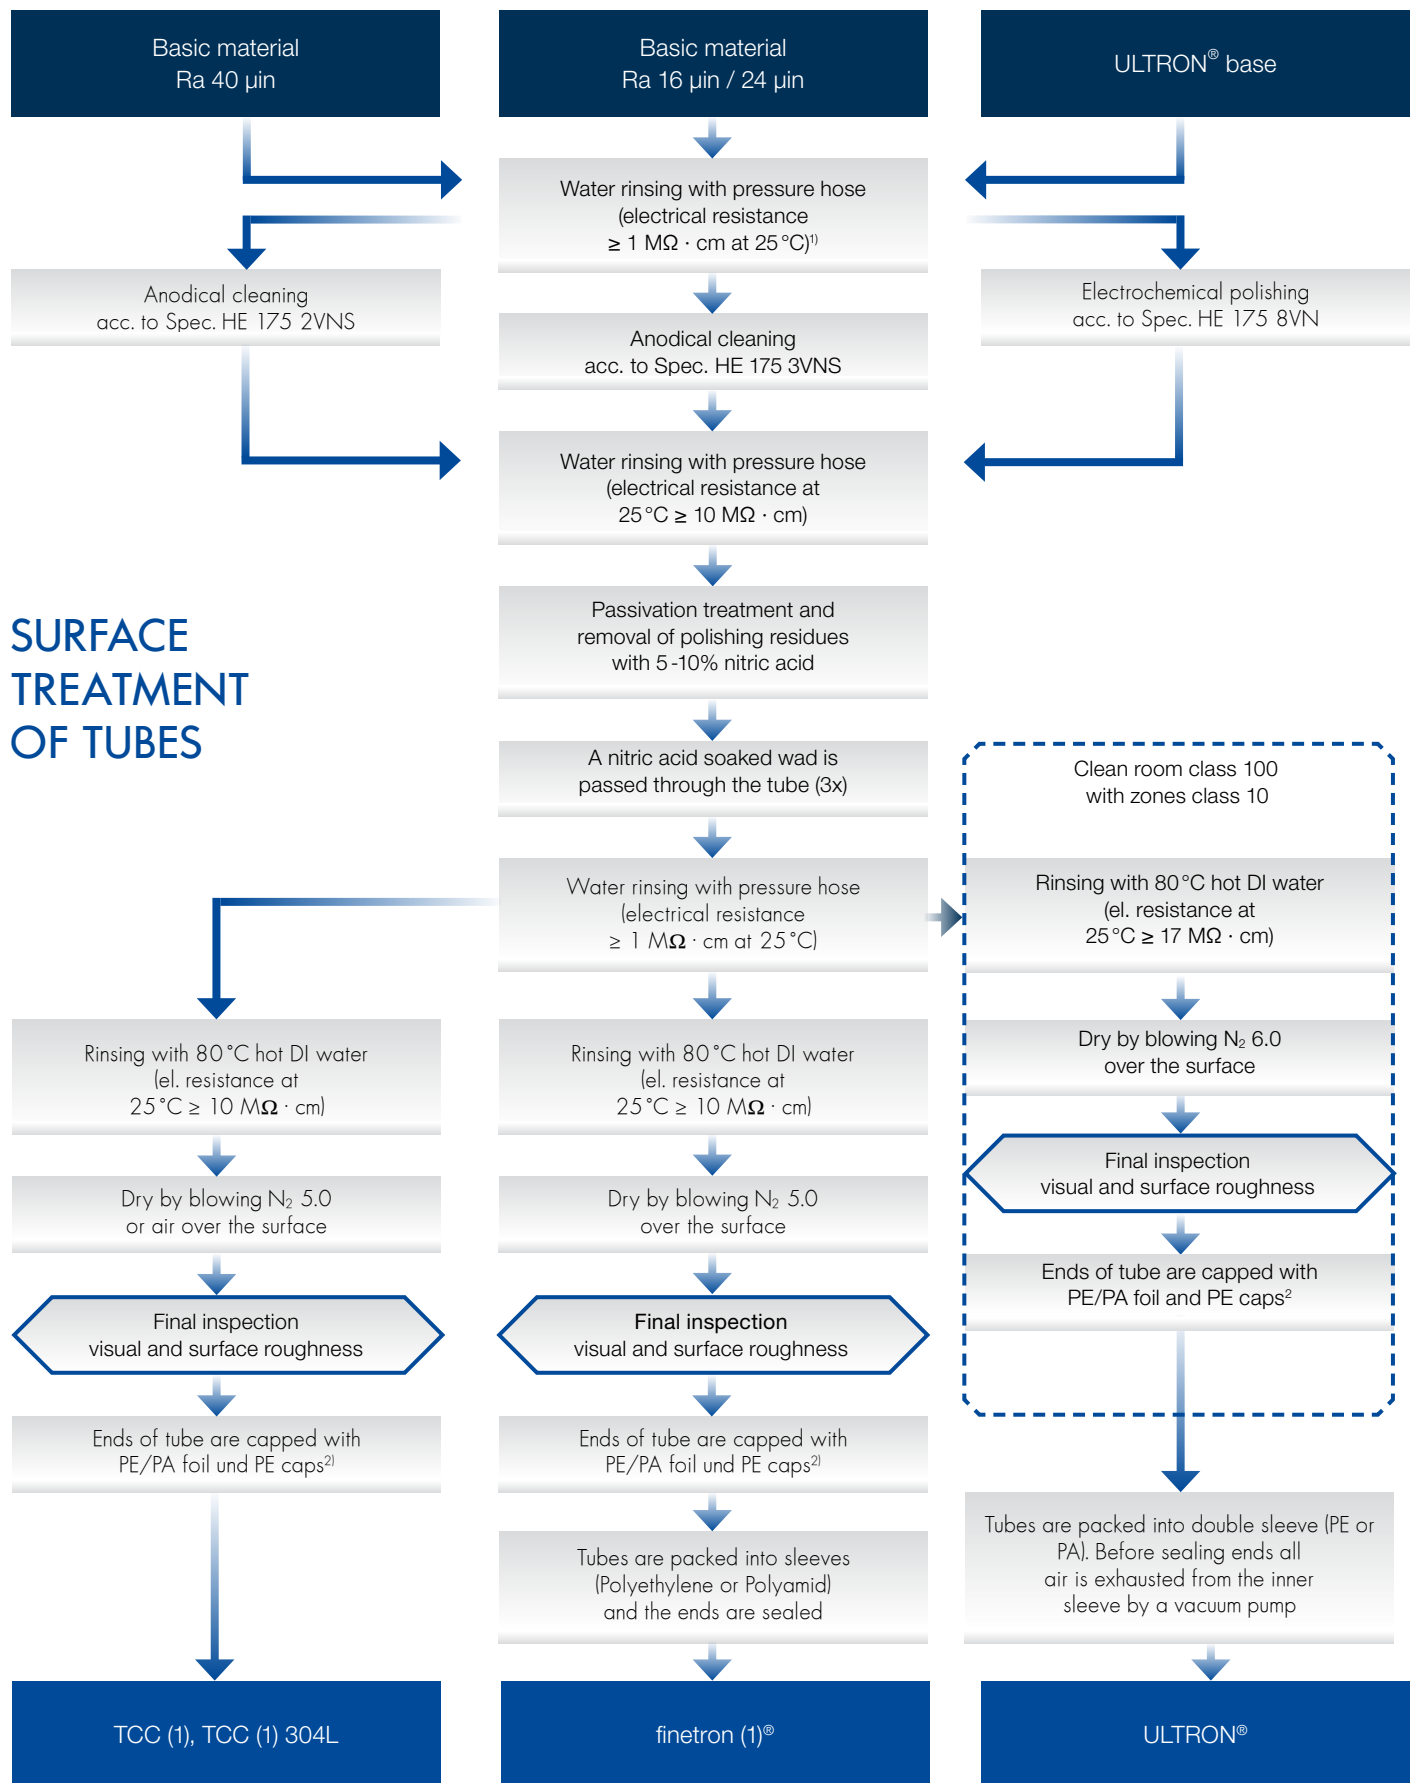 Basic material
Ra 40 µin
Basic material
Ra 16 µin / 24 µin
ULTRON® base
Water rinsing with pressure hose
(electrical resistance
≥ 1 MΩ · cm at 25 °C)1)
Anodical cleaning
acc. to Spec. HE 175 2VNS
Electrochemical polishing
acc. to Spec. HE 175 8VN
Anodical cleaning
acc. to Spec. HE 175 3VNS
Water rinsing with pressure hose
(electrical resistance at
25 °C ≥ 10 MΩ · cm)
SURFACE
TREATMENT
OF TUBES
Passivation treatment and
removal of polishing residues
with 5 -10% nitric acid
A nitric acid soaked wad is
passed through the tube (3x)
Clean room class 100
with zones class 10
Water rinsing with pressure hose
(electrical resistance
≥ 1 MΩ · cm at 25 °C)
Rinsing with 80 °C hot DI water
(el. resistance at
25 °C ≥ 17 MΩ · cm)
Rinsing with 80 °C hot DI water
(el. resistance at
25 °C ≥ 10 MΩ · cm)
Rinsing with 80 °C hot DI water
(el. resistance at
25 °C ≥ 10 MΩ · cm)
Dry by blowing N2 6.0
over the surface
Dry by blowing N2 5.0
or air over the surface
Dry by blowing N2 5.0
over the surface
Final inspection
visual and surface roughness
Ends of tube are capped with
PE/PA foil and PE caps2
Final inspection
visual and surface roughness
Final inspection
visual and surface roughness
Ends of tube are capped with
PE/PA foil und PE caps2)
Ends of tube are capped with
PE/PA foil und PE caps2)
Tubes are packed into sleeves
(Polyethylene or Polyamid)
and the ends are sealed
Tubes are packed into double sleeve (PE or
PA). Before sealing ends all
air is exhausted from the inner
sleeve by a vacuum pump
TCC (1), TCC (1) 304L
finetron (1)®
ULTRON®